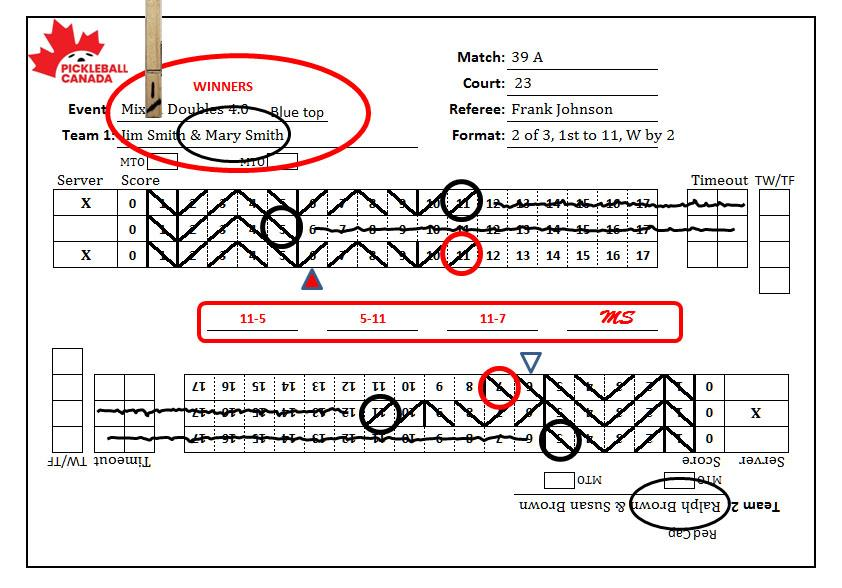 PICKLEBALL
CANADA
WINNERS
Match: 39 A
Court: 23
Event Mix Doubles 4.0 Blue top
Referee: Frank Johnson
Team 1: Jim Smith & Mary Smith
Format: 2 of 3, 1st to 11, W by 2
MTO MTO
Server Score Timeout TW/TF
X 0 1 2 3 4 5 6 7 8 9 10 11 12 13 14 15 16 17
0 1 2 3 4 5 6 7 8 9 10 11 12 13 14 15 16 17
X 0 1 2 3 4 5 6 7 8 9 10 11 12 13 14 15 16 17
11-5 5-11 11-7 MS
Red Cap
Team 2 Ralph Brown & Susan Brown
MTO MTO
Server Score Timeout TW/TF
0 1 2 3 4 5 6 7 8 9 10 11 12 13 14 15 16 17
X 0 1 2 3 4 5 6 7 8 9 10 11 12 13 14 15 16 17
0 1 2 3 4 5 6 7 8 9 10 11 12 13 14 15 16 17